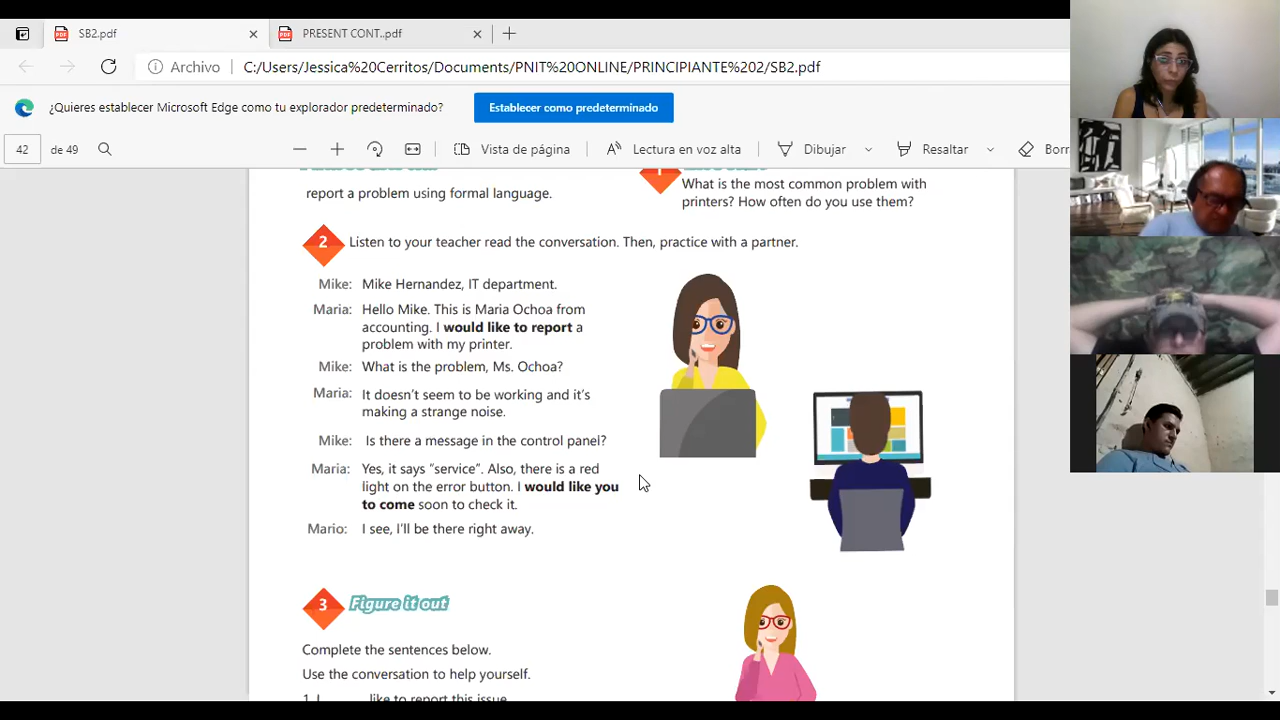 SB2.pdf
PRESENT CONT..pdf
Archivo C:/Users/Jessica%20Cerritos/Documents/PNIT%20ONLINE/PRINCIPIANTE%202/SB2.pdf
¿Quieres establecer Microsoft Edge como tu explorador predeterminado? Establecer como predeterminado
42 de 49 Vista de página Lectura en voz alta Dibujar Resaltar Borr
report a problem using formal language.
What is the most common problem with
printers? How often do you use them?
2 Listen to your teacher read the conversation. Then, practice with a partner.
Mike: Mike Hernandez, IT department.
Maria: Hello Mike. This is Maria Ochoa from
accounting. I would like to report a
problem with my printer.
Mike: What is the problem, Ms. Ochoa?
Maria: It doesn't seem to be working and it's
making a strange noise.
Mike: Is there a message in the control panel?
Maria: Yes, it says "service". Also, there is a red
light on the error button. I would like you
to come soon to check it.
Mario: I see, I'll be there right away.
3 Figure it out
Complete the sentences below.
Use the conversation to help yourself.
1. I like to report this issue